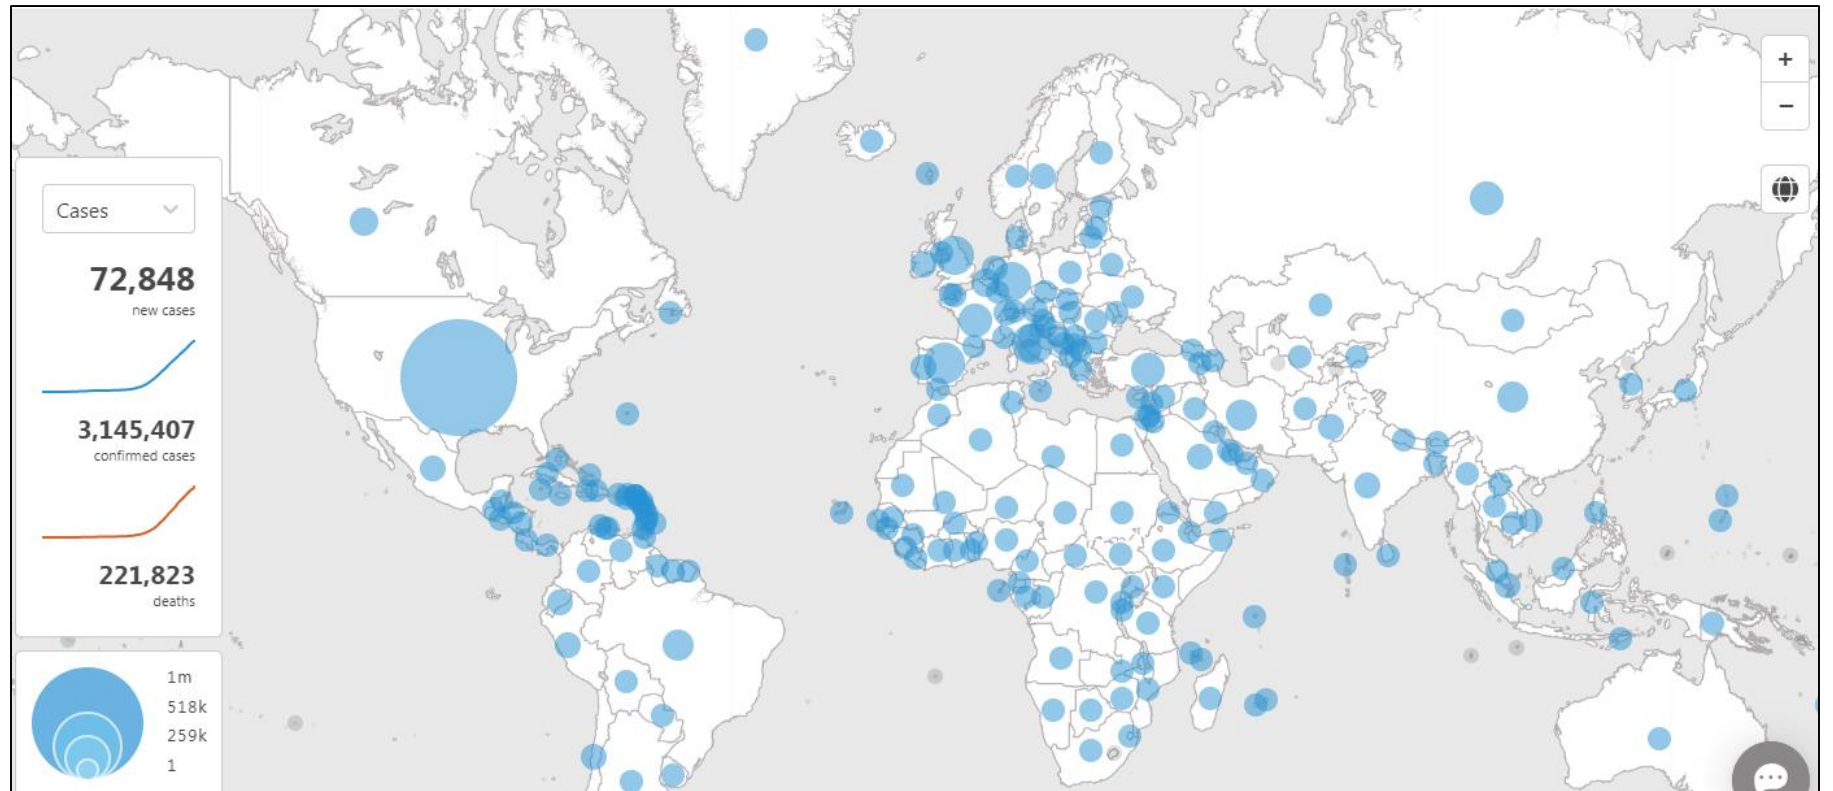 +
−
Cases
72,848
new cases
3,145,407
confirmed cases
221,823
deaths
1m
518k
259k
1